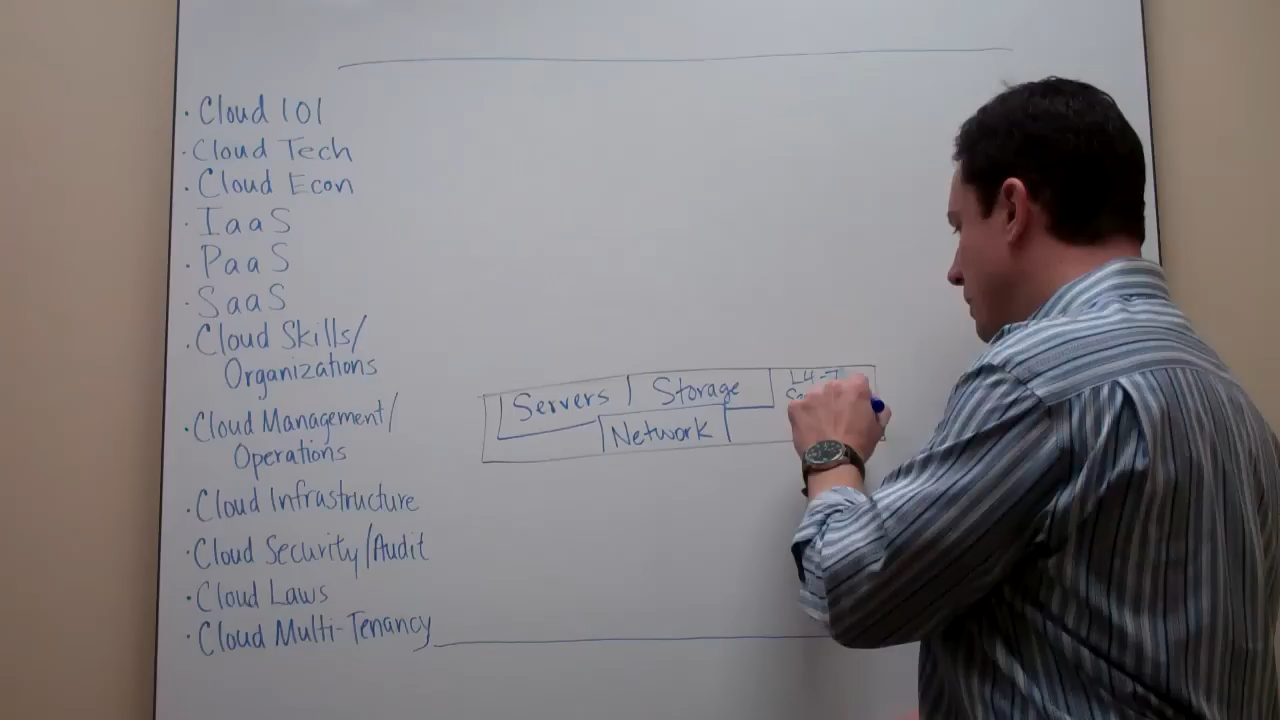 · Cloud 101
· Cloud Tech
· Cloud Econ
· IaaS
· PaaS
· SaaS
· Cloud Skills/
Organizations
· Cloud Management/
Operations
· Cloud Infrastructure
· Cloud Security/Audit
· Cloud Laws
· Cloud Multi-Tenancy
Servers
Storage
Network
L4-7